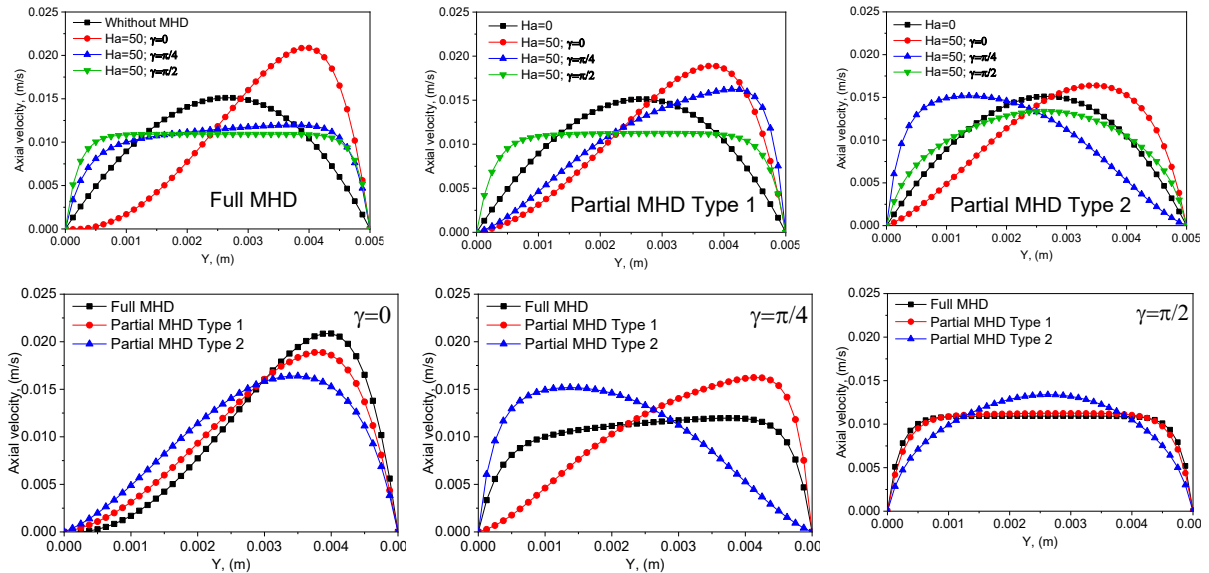 Whithout MHD
Ha=50; γ=0
Ha=50; γ=π/4
Ha=50; γ=π/2
Full MHD
Axial velocity, (m/s)
0.025
0.020
0.015
0.010
0.005
0.000
0.000 0.001 0.002 0.003 0.004 0.005
Y, (m)
Ha=0
Ha=50; γ=0
Ha=50; γ=π/4
Ha=50; γ=π/2
Partial MHD Type 1
Axial velocity, (m/s)
0.025
0.020
0.015
0.010
0.005
0.000
0.000 0.001 0.002 0.003 0.004 0.005
Y, (m)
Ha=0
Ha=50; γ=0
Ha=50; γ=π/4
Ha=50; γ=π/2
Partial MHD Type 2
Axial velocity, (m/s)
0.025
0.020
0.015
0.010
0.005
0.000
0.000 0.001 0.002 0.003 0.004 0.005
Y, (m)
Full MHD
Partial MHD Type 1
Partial MHD Type 2
γ=0
Axial velocity, (m/s)
0.025
0.020
0.015
0.010
0.005
0.000
0.000 0.001 0.002 0.003 0.004 0.00
Y, (m)
Full MHD
Partial MHD Type 1
Partial MHD Type 2
γ=π/4
Axial velocity, (m/s)
0.025
0.020
0.015
0.010
0.005
0.000
0.000 0.001 0.002 0.003 0.004 0.00
Y, (m)
Full MHD
Partial MHD Type 1
Partial MHD Type 2
γ=π/2
Axial velocity, (m/s)
0.025
0.020
0.015
0.010
0.005
0.000
0.000 0.001 0.002 0.003 0.004 0.00
Y, (m)